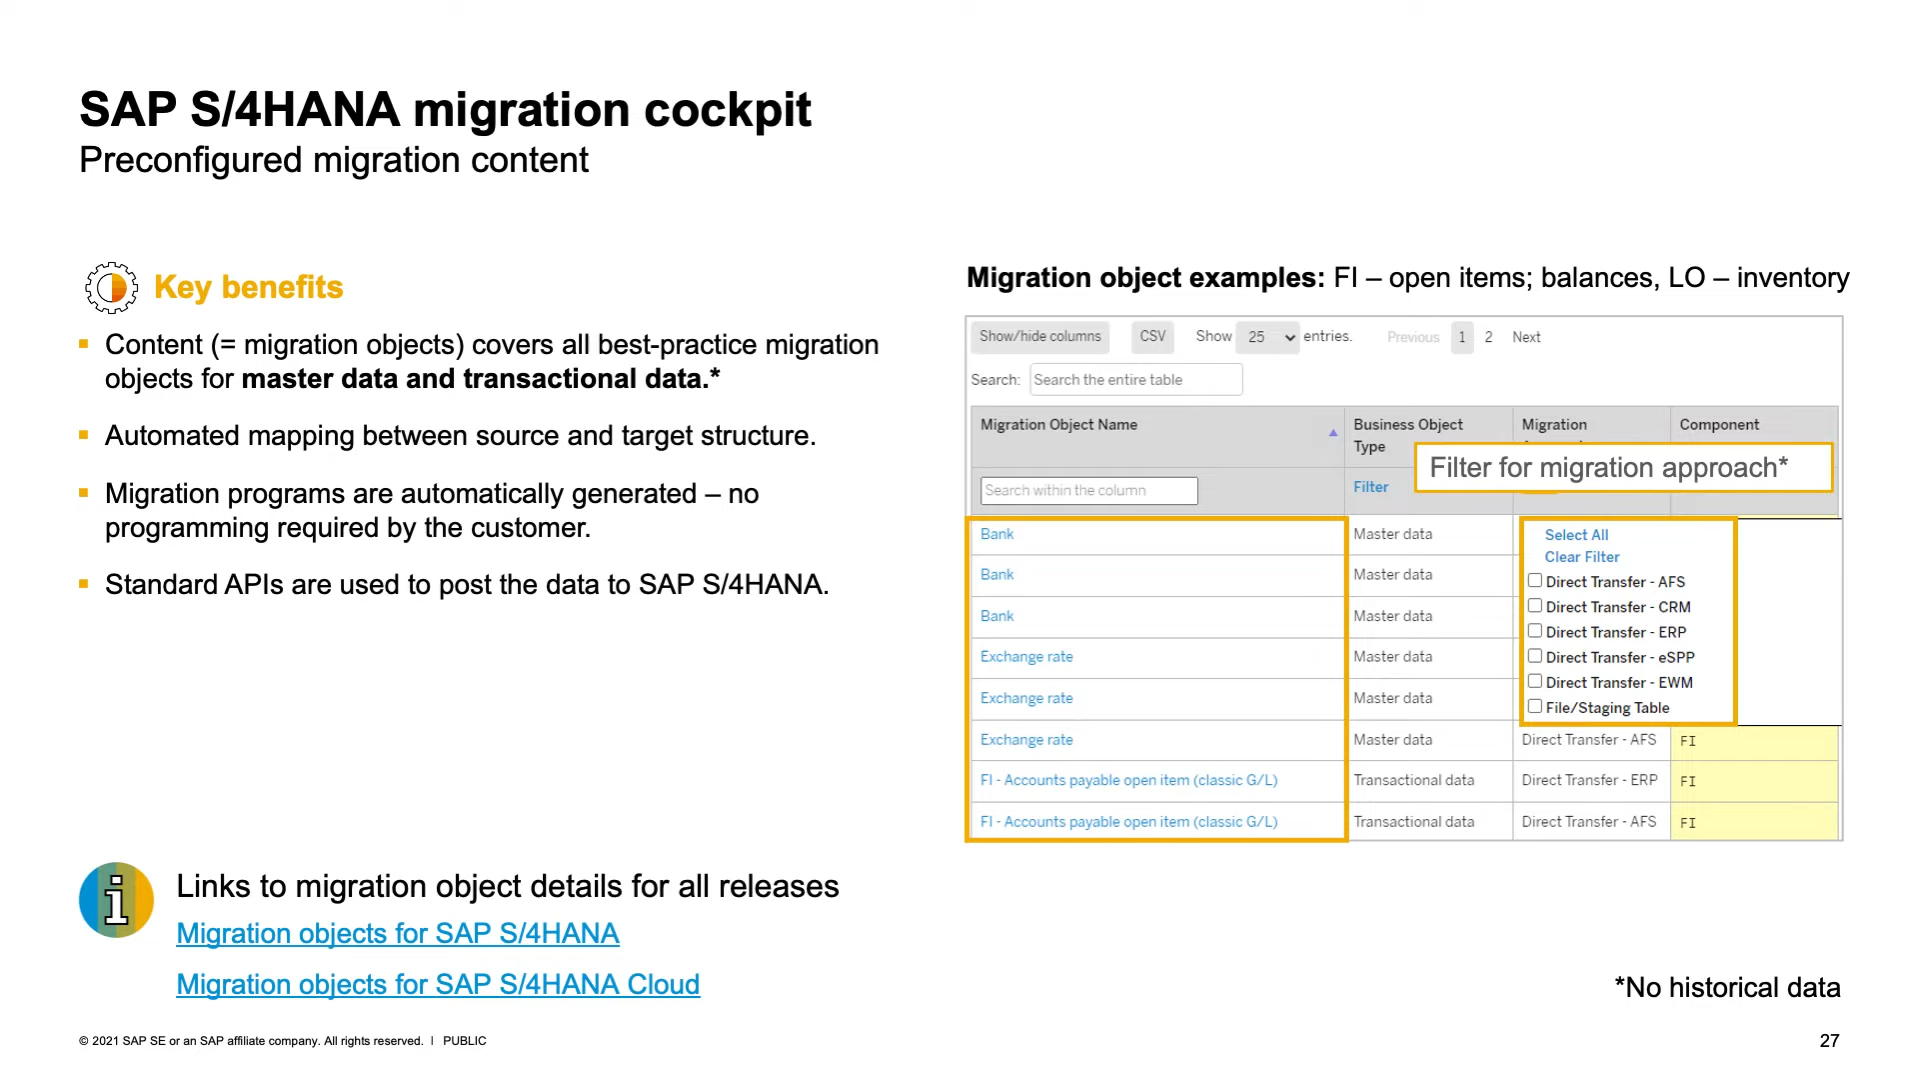 SAP S/4HANA migration cockpit
Preconfigured migration content
Key benefits
▪ Content (= migration objects) covers all best-practice migration
objects for master data and transactional data.*
▪ Automated mapping between source and target structure.
▪ Migration programs are automatically generated – no
programming required by the customer.
▪ Standard APIs are used to post the data to SAP S/4HANA.
Links to migration object details for all releases
Migration objects for SAP S/4HANA
Migration objects for SAP S/4HANA Cloud
Migration object examples: FI – open items; balances, LO – inventory
Show/hide columns CSV Show 25 entries. Previous 1 2 Next
Search: Search the entire table
Migration Object Name Business Object Type Migration Component
Filter for migration approach*
Search within the column Filter
Bank Master data
Bank Master data
Bank Master data
Exchange rate Master data
Exchange rate Master data
Select All
Clear Filter
Direct Transfer - AFS
Direct Transfer - CRM
Direct Transfer - ERP
Direct Transfer - eSPP
Direct Transfer - EWM
File/Staging Table
Exchange rate Master data Direct Transfer - AFS FI
FI - Accounts payable open item (classic G/L) Transactional data Direct Transfer - ERP FI
FI - Accounts payable open item (classic G/L) Transactional data Direct Transfer - AFS FI
*No historical data
© 2021 SAP SE or an SAP affiliate company. All rights reserved. | PUBLIC
27